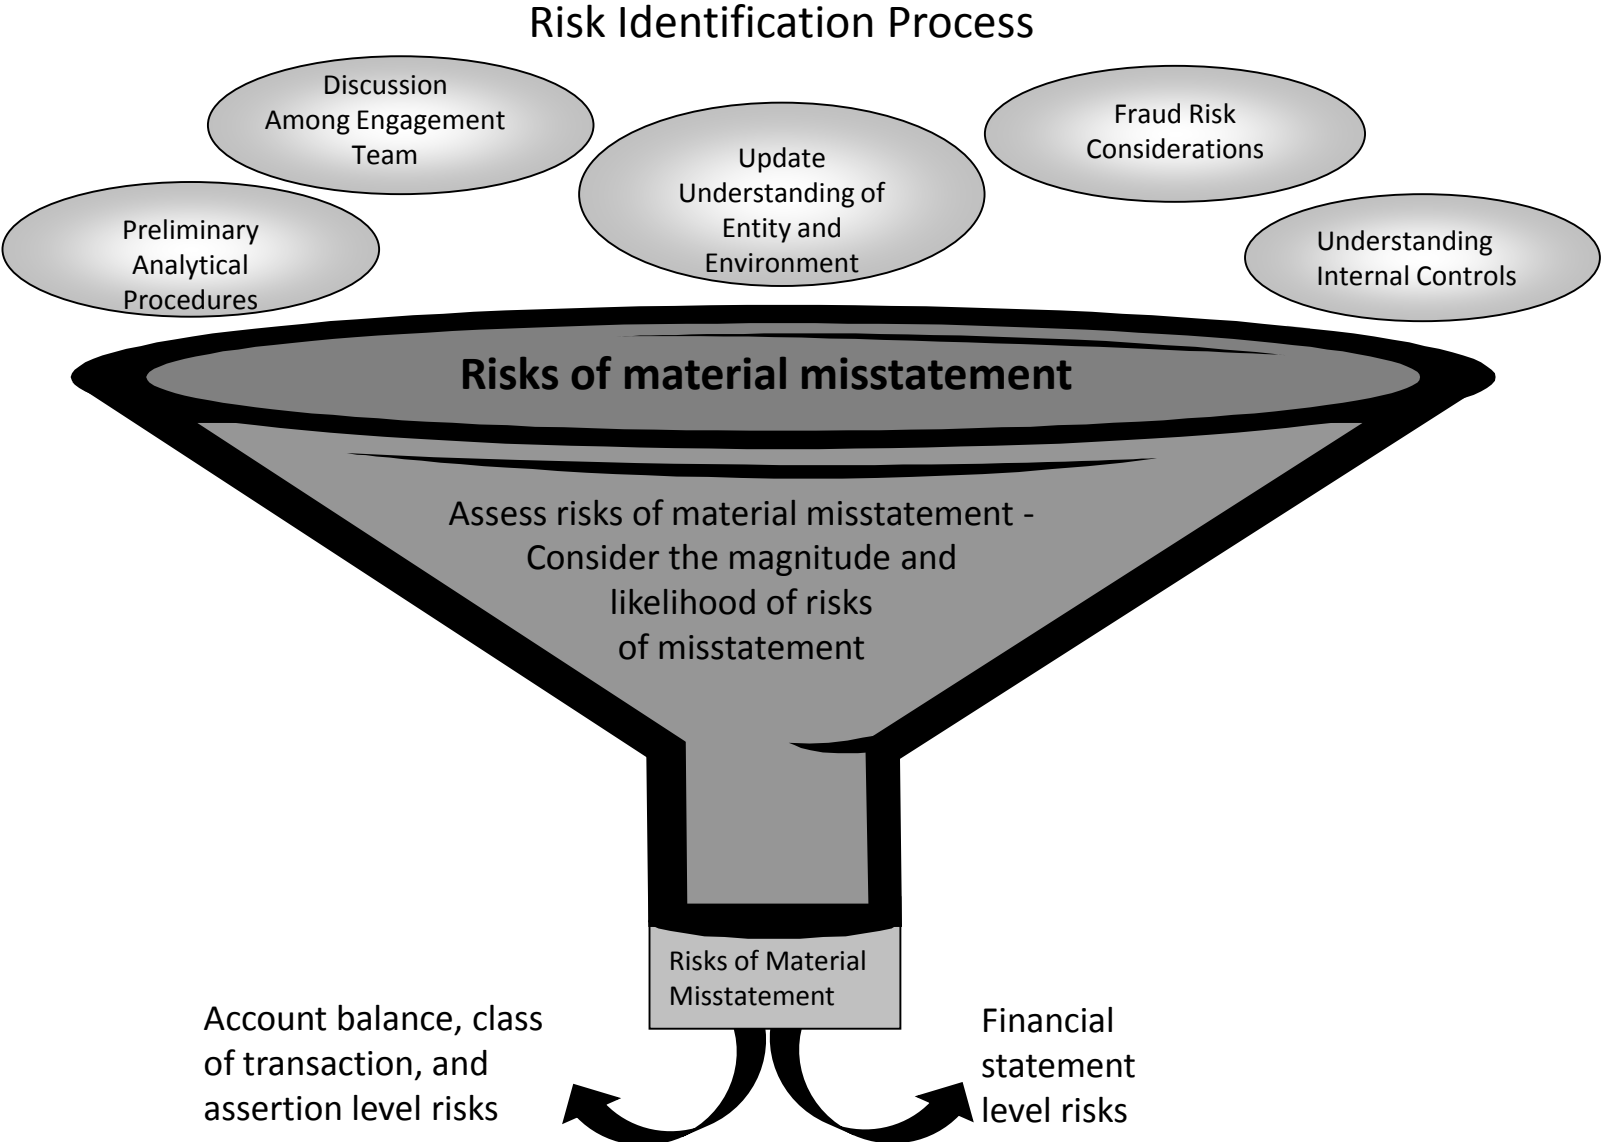 Risk Identification Process
Discussion
Among Engagement
Team
Fraud Risk
Considerations
Update
Understanding of
Entity and
Environment
Preliminary
Analytical
Procedures
Understanding
Internal Controls
Risks of material misstatement
Assess risks of material misstatement -
Consider the magnitude and
likelihood of risks
of misstatement
Risks of Material
Misstatement
Account balance, class
of transaction, and
assertion level risks
Financial
statement
level risks